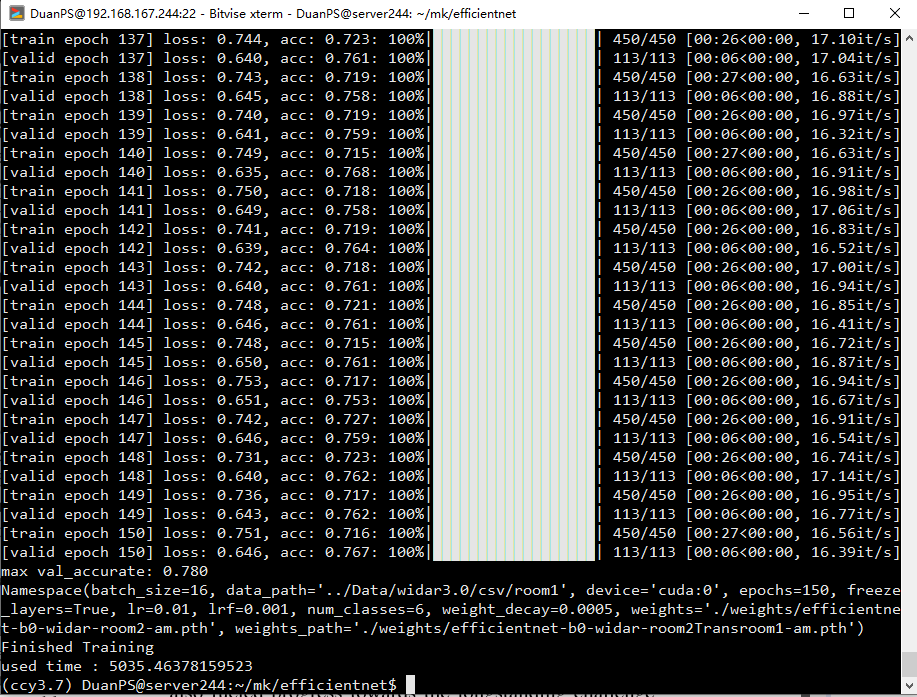 DuanPS@192.168.167.244:22 - Bitvise xterm - DuanPS@server244: ~/mk/efficientnet
[train epoch 137] loss: 0.744, acc: 0.723: 100%| | 450/450 [00:26<00:00, 17.10it/s]
[valid epoch 137] loss: 0.640, acc: 0.761: 100%| | 113/113 [00:06<00:00, 17.04it/s]
[train epoch 138] loss: 0.743, acc: 0.719: 100%| | 450/450 [00:27<00:00, 16.63it/s]
[valid epoch 138] loss: 0.645, acc: 0.758: 100%| | 113/113 [00:06<00:00, 16.88it/s]
[train epoch 139] loss: 0.740, acc: 0.719: 100%| | 450/450 [00:26<00:00, 16.97it/s]
[valid epoch 139] loss: 0.641, acc: 0.759: 100%| | 113/113 [00:06<00:00, 16.32it/s]
[train epoch 140] loss: 0.749, acc: 0.715: 100%| | 450/450 [00:27<00:00, 16.63it/s]
[valid epoch 140] loss: 0.635, acc: 0.768: 100%| | 113/113 [00:06<00:00, 16.91it/s]
[train epoch 141] loss: 0.750, acc: 0.718: 100%| | 450/450 [00:26<00:00, 16.98it/s]
[valid epoch 141] loss: 0.649, acc: 0.758: 100%| | 113/113 [00:06<00:00, 17.06it/s]
[train epoch 142] loss: 0.741, acc: 0.719: 100%| | 450/450 [00:26<00:00, 16.83it/s]
[valid epoch 142] loss: 0.639, acc: 0.764: 100%| | 113/113 [00:06<00:00, 16.52it/s]
[train epoch 143] loss: 0.742, acc: 0.718: 100%| | 450/450 [00:26<00:00, 17.00it/s]
[valid epoch 143] loss: 0.640, acc: 0.761: 100%| | 113/113 [00:06<00:00, 16.94it/s]
[train epoch 144] loss: 0.748, acc: 0.721: 100%| | 450/450 [00:26<00:00, 16.85it/s]
[valid epoch 144] loss: 0.646, acc: 0.761: 100%| | 113/113 [00:06<00:00, 16.41it/s]
[train epoch 145] loss: 0.748, acc: 0.715: 100%| | 450/450 [00:26<00:00, 16.72it/s]
[valid epoch 145] loss: 0.650, acc: 0.761: 100%| | 113/113 [00:06<00:00, 16.87it/s]
[train epoch 146] loss: 0.753, acc: 0.717: 100%| | 450/450 [00:26<00:00, 16.94it/s]
[valid epoch 146] loss: 0.651, acc: 0.753: 100%| | 113/113 [00:06<00:00, 16.67it/s]
[train epoch 147] loss: 0.742, acc: 0.727: 100%| | 450/450 [00:26<00:00, 16.91it/s]
[valid epoch 147] loss: 0.646, acc: 0.759: 100%| | 113/113 [00:06<00:00, 16.54it/s]
[train epoch 148] loss: 0.731, acc: 0.723: 100%| | 450/450 [00:26<00:00, 16.74it/s]
[valid epoch 148] loss: 0.640, acc: 0.762: 100%| | 113/113 [00:06<00:00, 17.14it/s]
[train epoch 149] loss: 0.736, acc: 0.717: 100%| | 450/450 [00:26<00:00, 16.95it/s]
[valid epoch 149] loss: 0.643, acc: 0.762: 100%| | 113/113 [00:06<00:00, 16.77it/s]
[train epoch 150] loss: 0.751, acc: 0.716: 100%| | 450/450 [00:27<00:00, 16.56it/s]
[valid epoch 150] loss: 0.646, acc: 0.767: 100%| | 113/113 [00:06<00:00, 16.39it/s]
max val_accurate: 0.780
Namespace(batch_size=16, data_path='../Data/widar3.0/csv/room1', device='cuda:0', epochs=150, freeze
_layers=True, lr=0.01, lrf=0.001, num_classes=6, weight_decay=0.0005, weights='./weights/efficientne
t-b0-widar-room2-am.pth', weights_path='./weights/efficientnet-b0-widar-room2Transroom1-am.pth')
Finished Training
used time : 5035.46378159523
(ccy3.7) DuanPS@server244:~/mk/efficientnet$